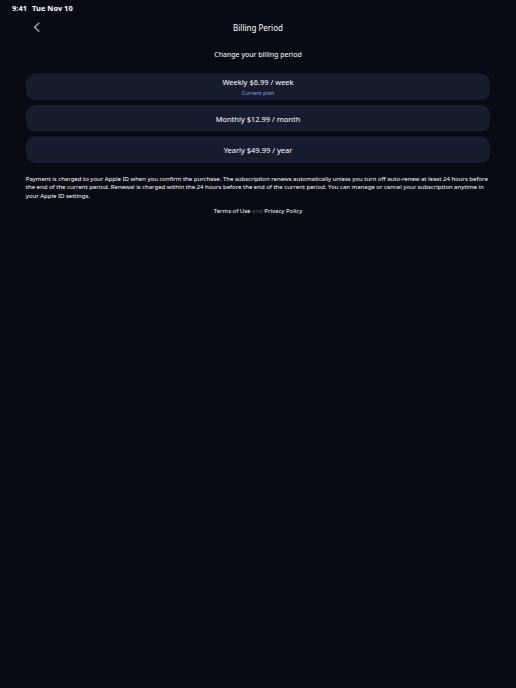 9:41 Tue Nov 10
Billing Period
Change your billing period
Weekly $6.99 / week
Current plan
Monthly $12.99 / month
Yearly $49.99 / year
Payment is charged to your Apple ID when you confirm the purchase. The subscription renews automatically unless you turn off auto-renew at least 24 hours before
the end of the current period. Renewal is charged within the 24 hours before the end of the current period. You can manage or cancel your subscription anytime in
your Apple ID settings.
Terms of Use and Privacy Policy